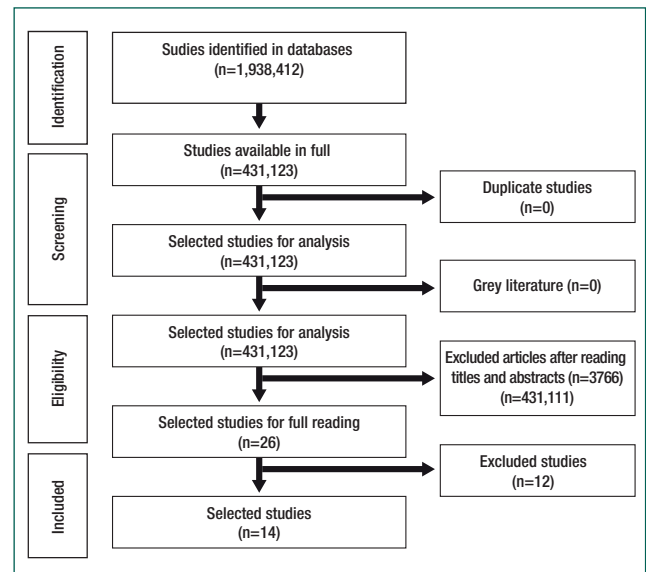 Identification
Sudies identified in databases
(n=1,938,412)
Screening
Studies available in full
(n=431,123)
Duplicate studies
(n=0)
Selected studies for analysis
(n=431,123)
Grey literature (n=0)
Eligibility
Selected studies for analysis
(n=431,123)
Excluded articles after reading
titles and abstracts (n=3766)
(n=431,111)
Selected studies for full reading
(n=26)
Included
Excluded studies
(n=12)
Selected studies
(n=14)